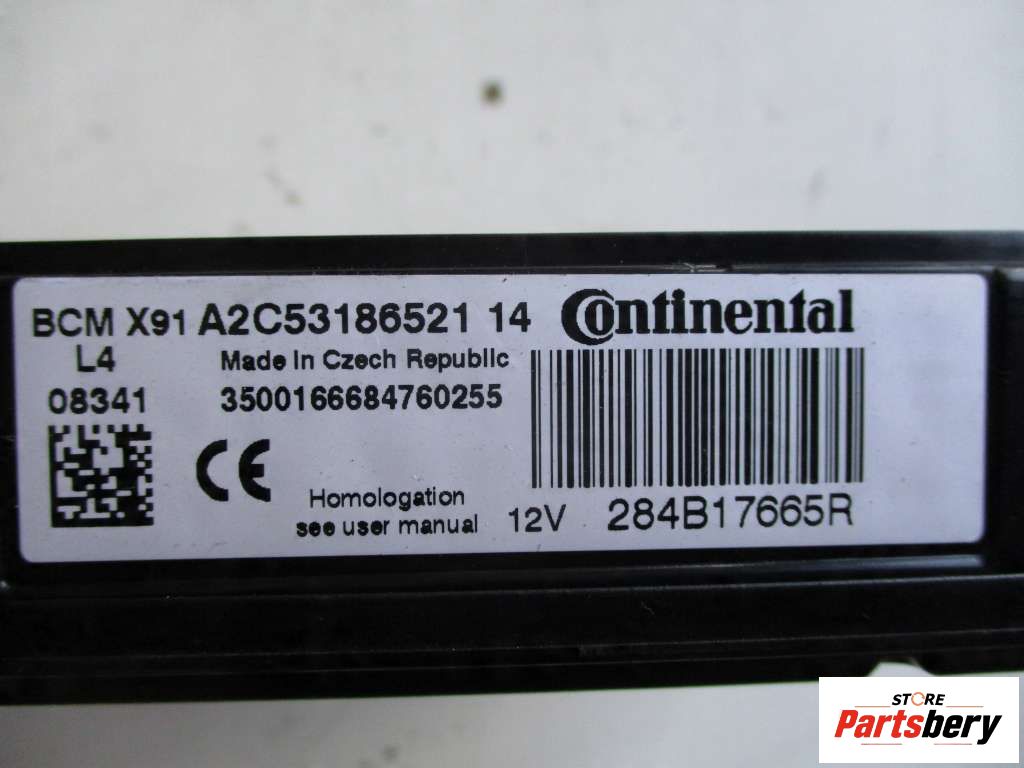 BCM X91 A2C53186521 14 Continental
L4 Made In Czech Republic
08341 3500166684760255
CE
Homologation
see user manual 12V 284B17665R
STORE
Partsbery